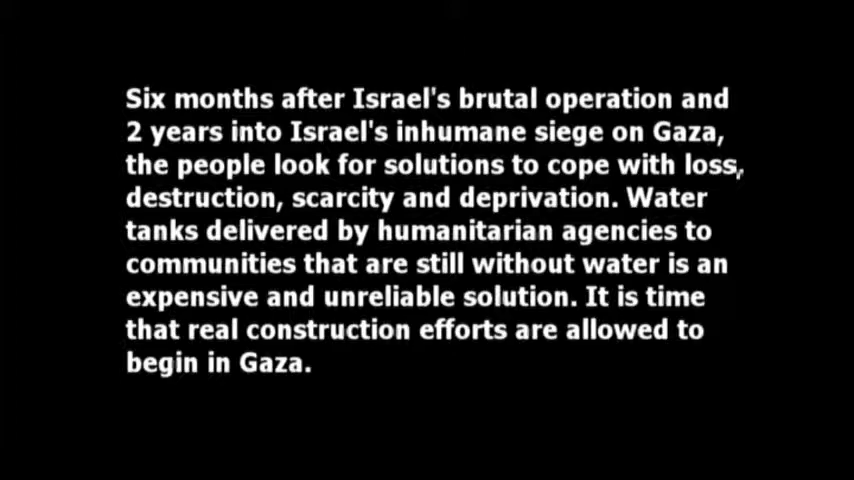 Six months after Israel's brutal operation and
2 years into Israel's inhumane siege on Gaza,
the people look for solutions to cope with loss,
destruction, scarcity and deprivation. Water
tanks delivered by humanitarian agencies to
communities that are still without water is an
expensive and unreliable solution. It is time
that real construction efforts are allowed to
begin in Gaza.